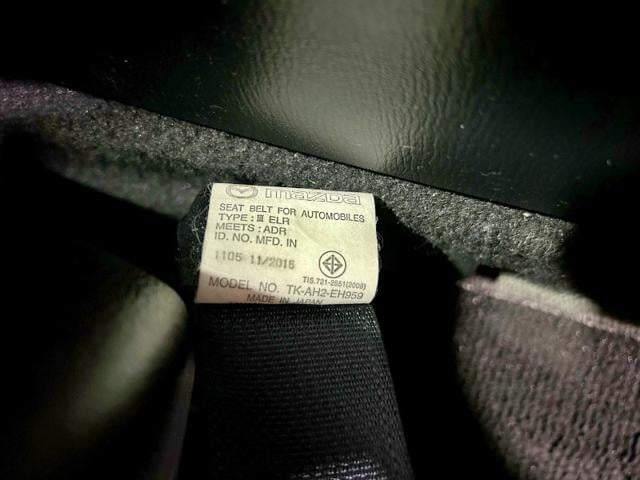 mazda
SEAT BELT FOR AUTOMOBILES
TYPE : Ⅲ ELR
MEETS : ADR
ID. NO. MFD. IN
1105 11/2015
TIS.721-2551(2008)
MODEL NO. TK-AH2-EH959
MADE IN JAPAN